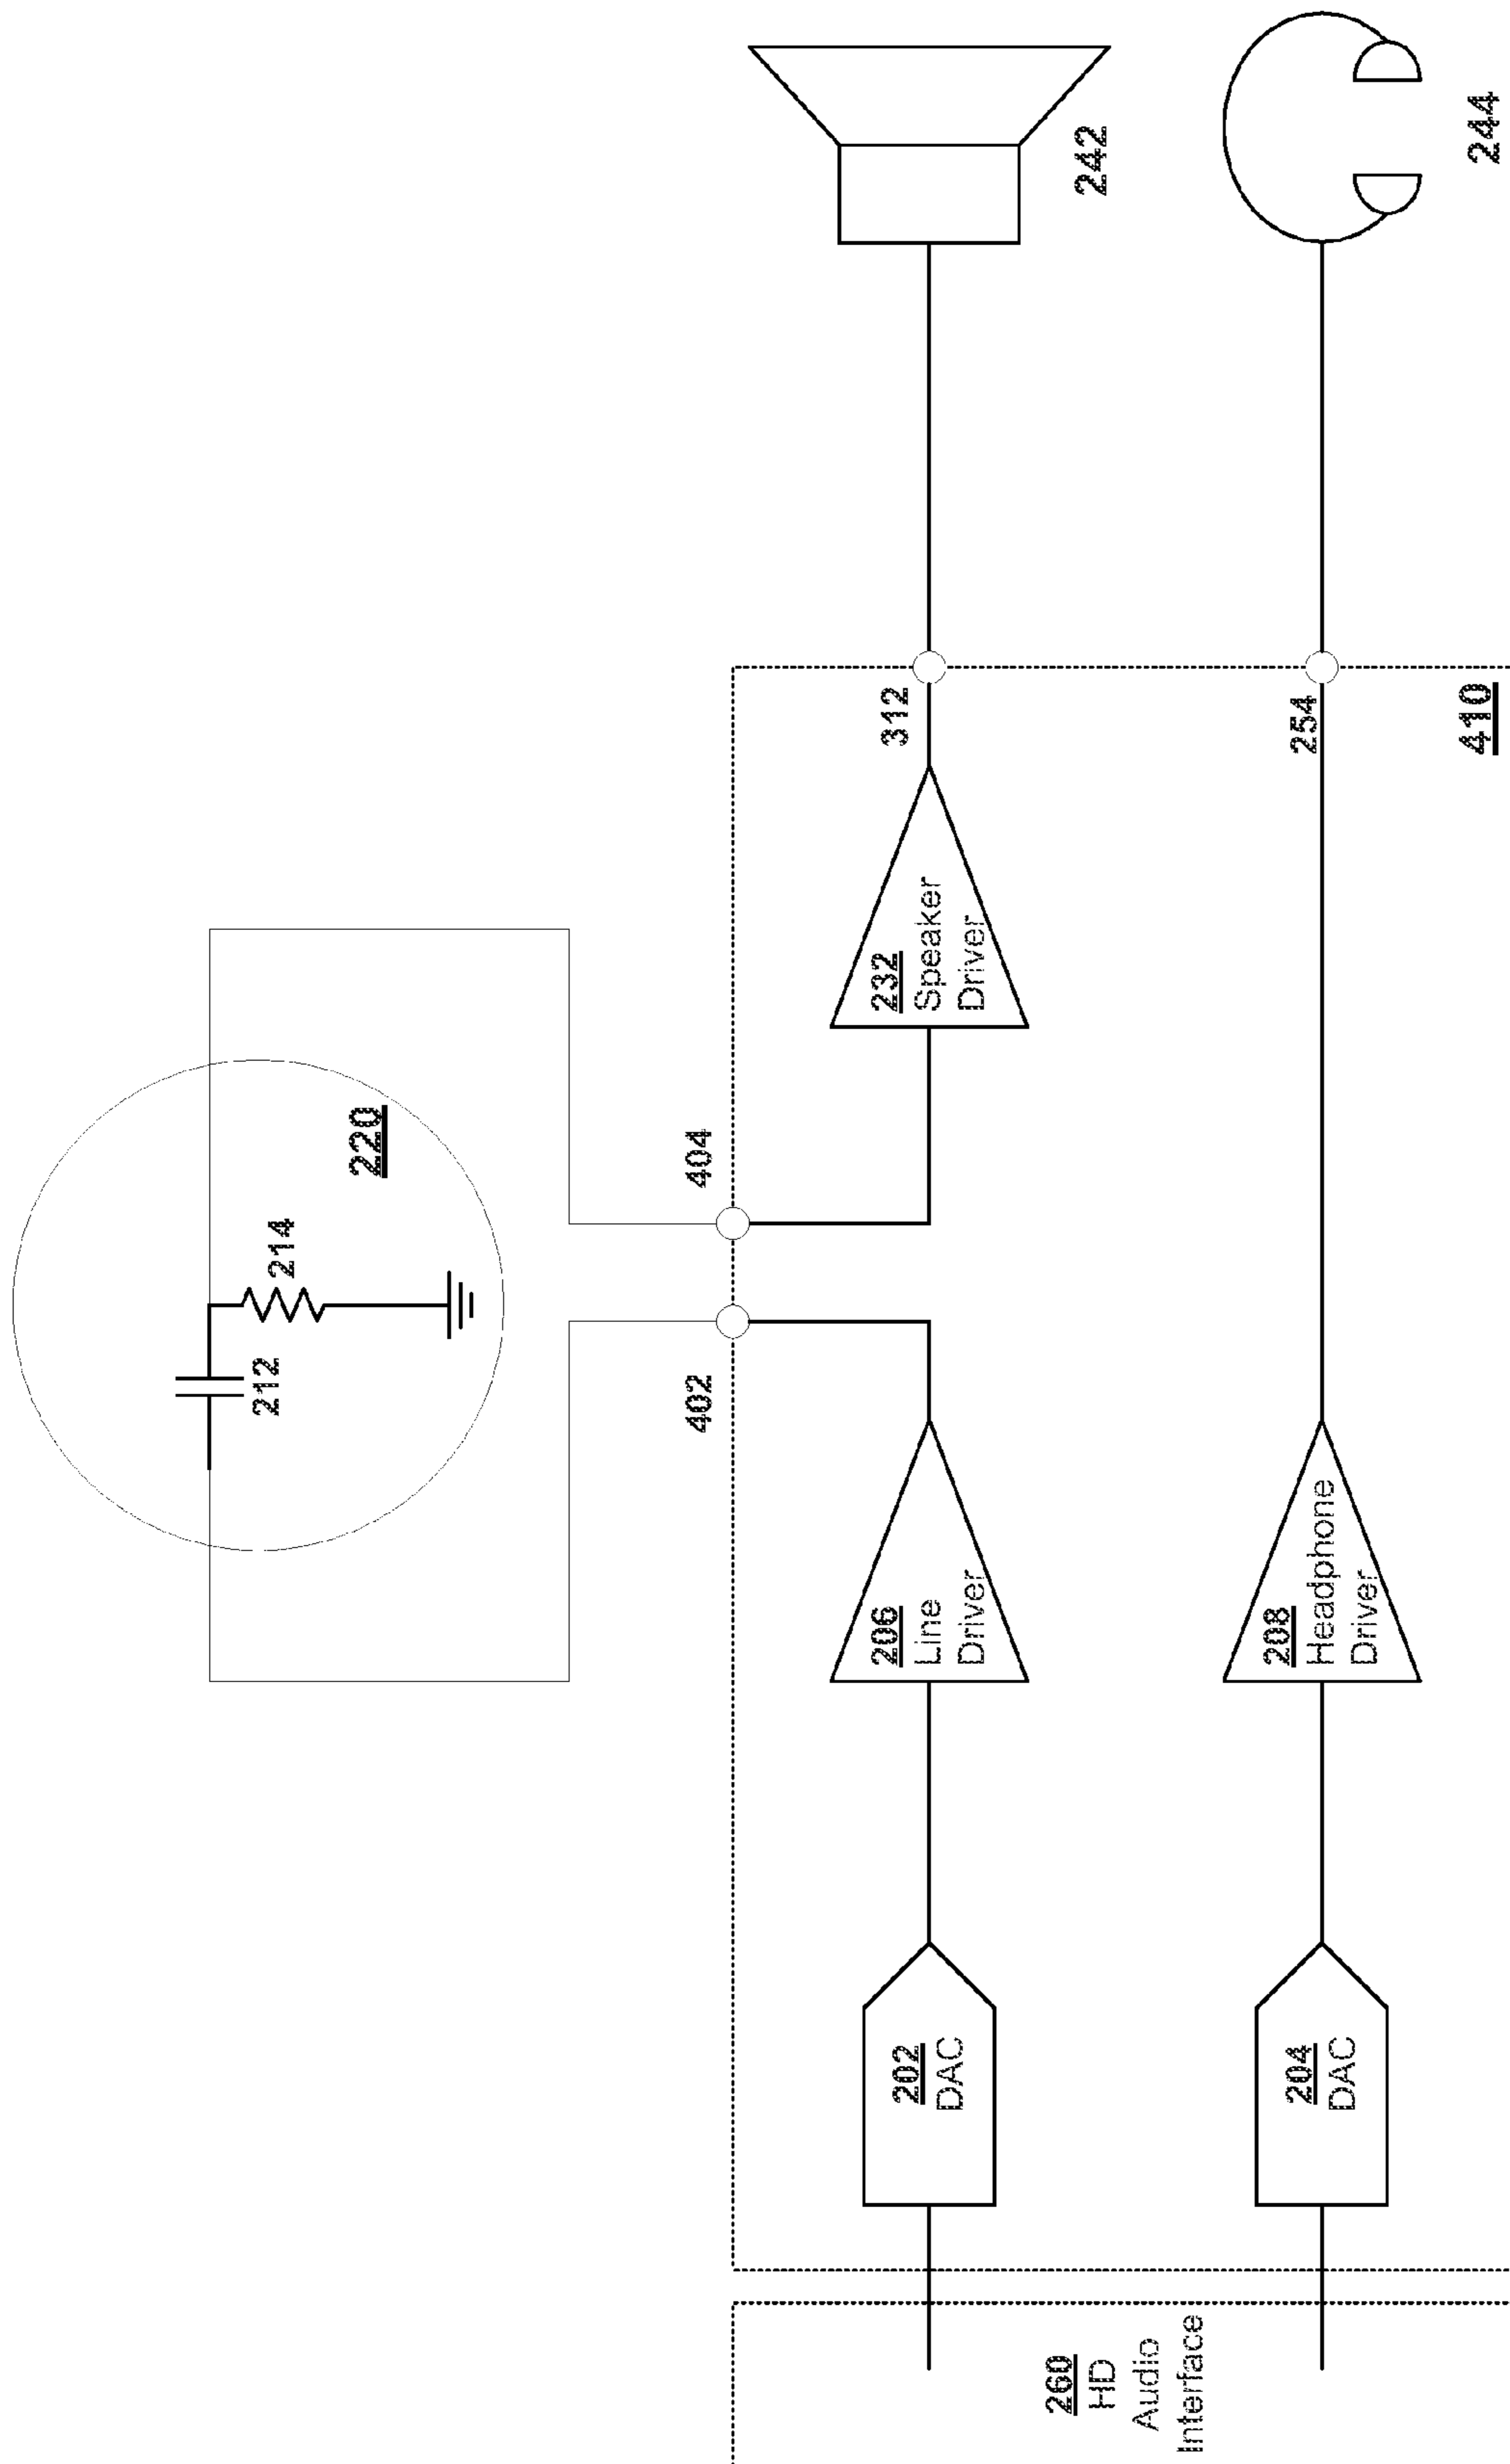 212
214
220
402
404
260
HD
Audio
Interface
202
DAC
206
Line
Driver
232
Speaker
Driver
312
242
204
DAC
208
Headphone
Driver
254
410
244